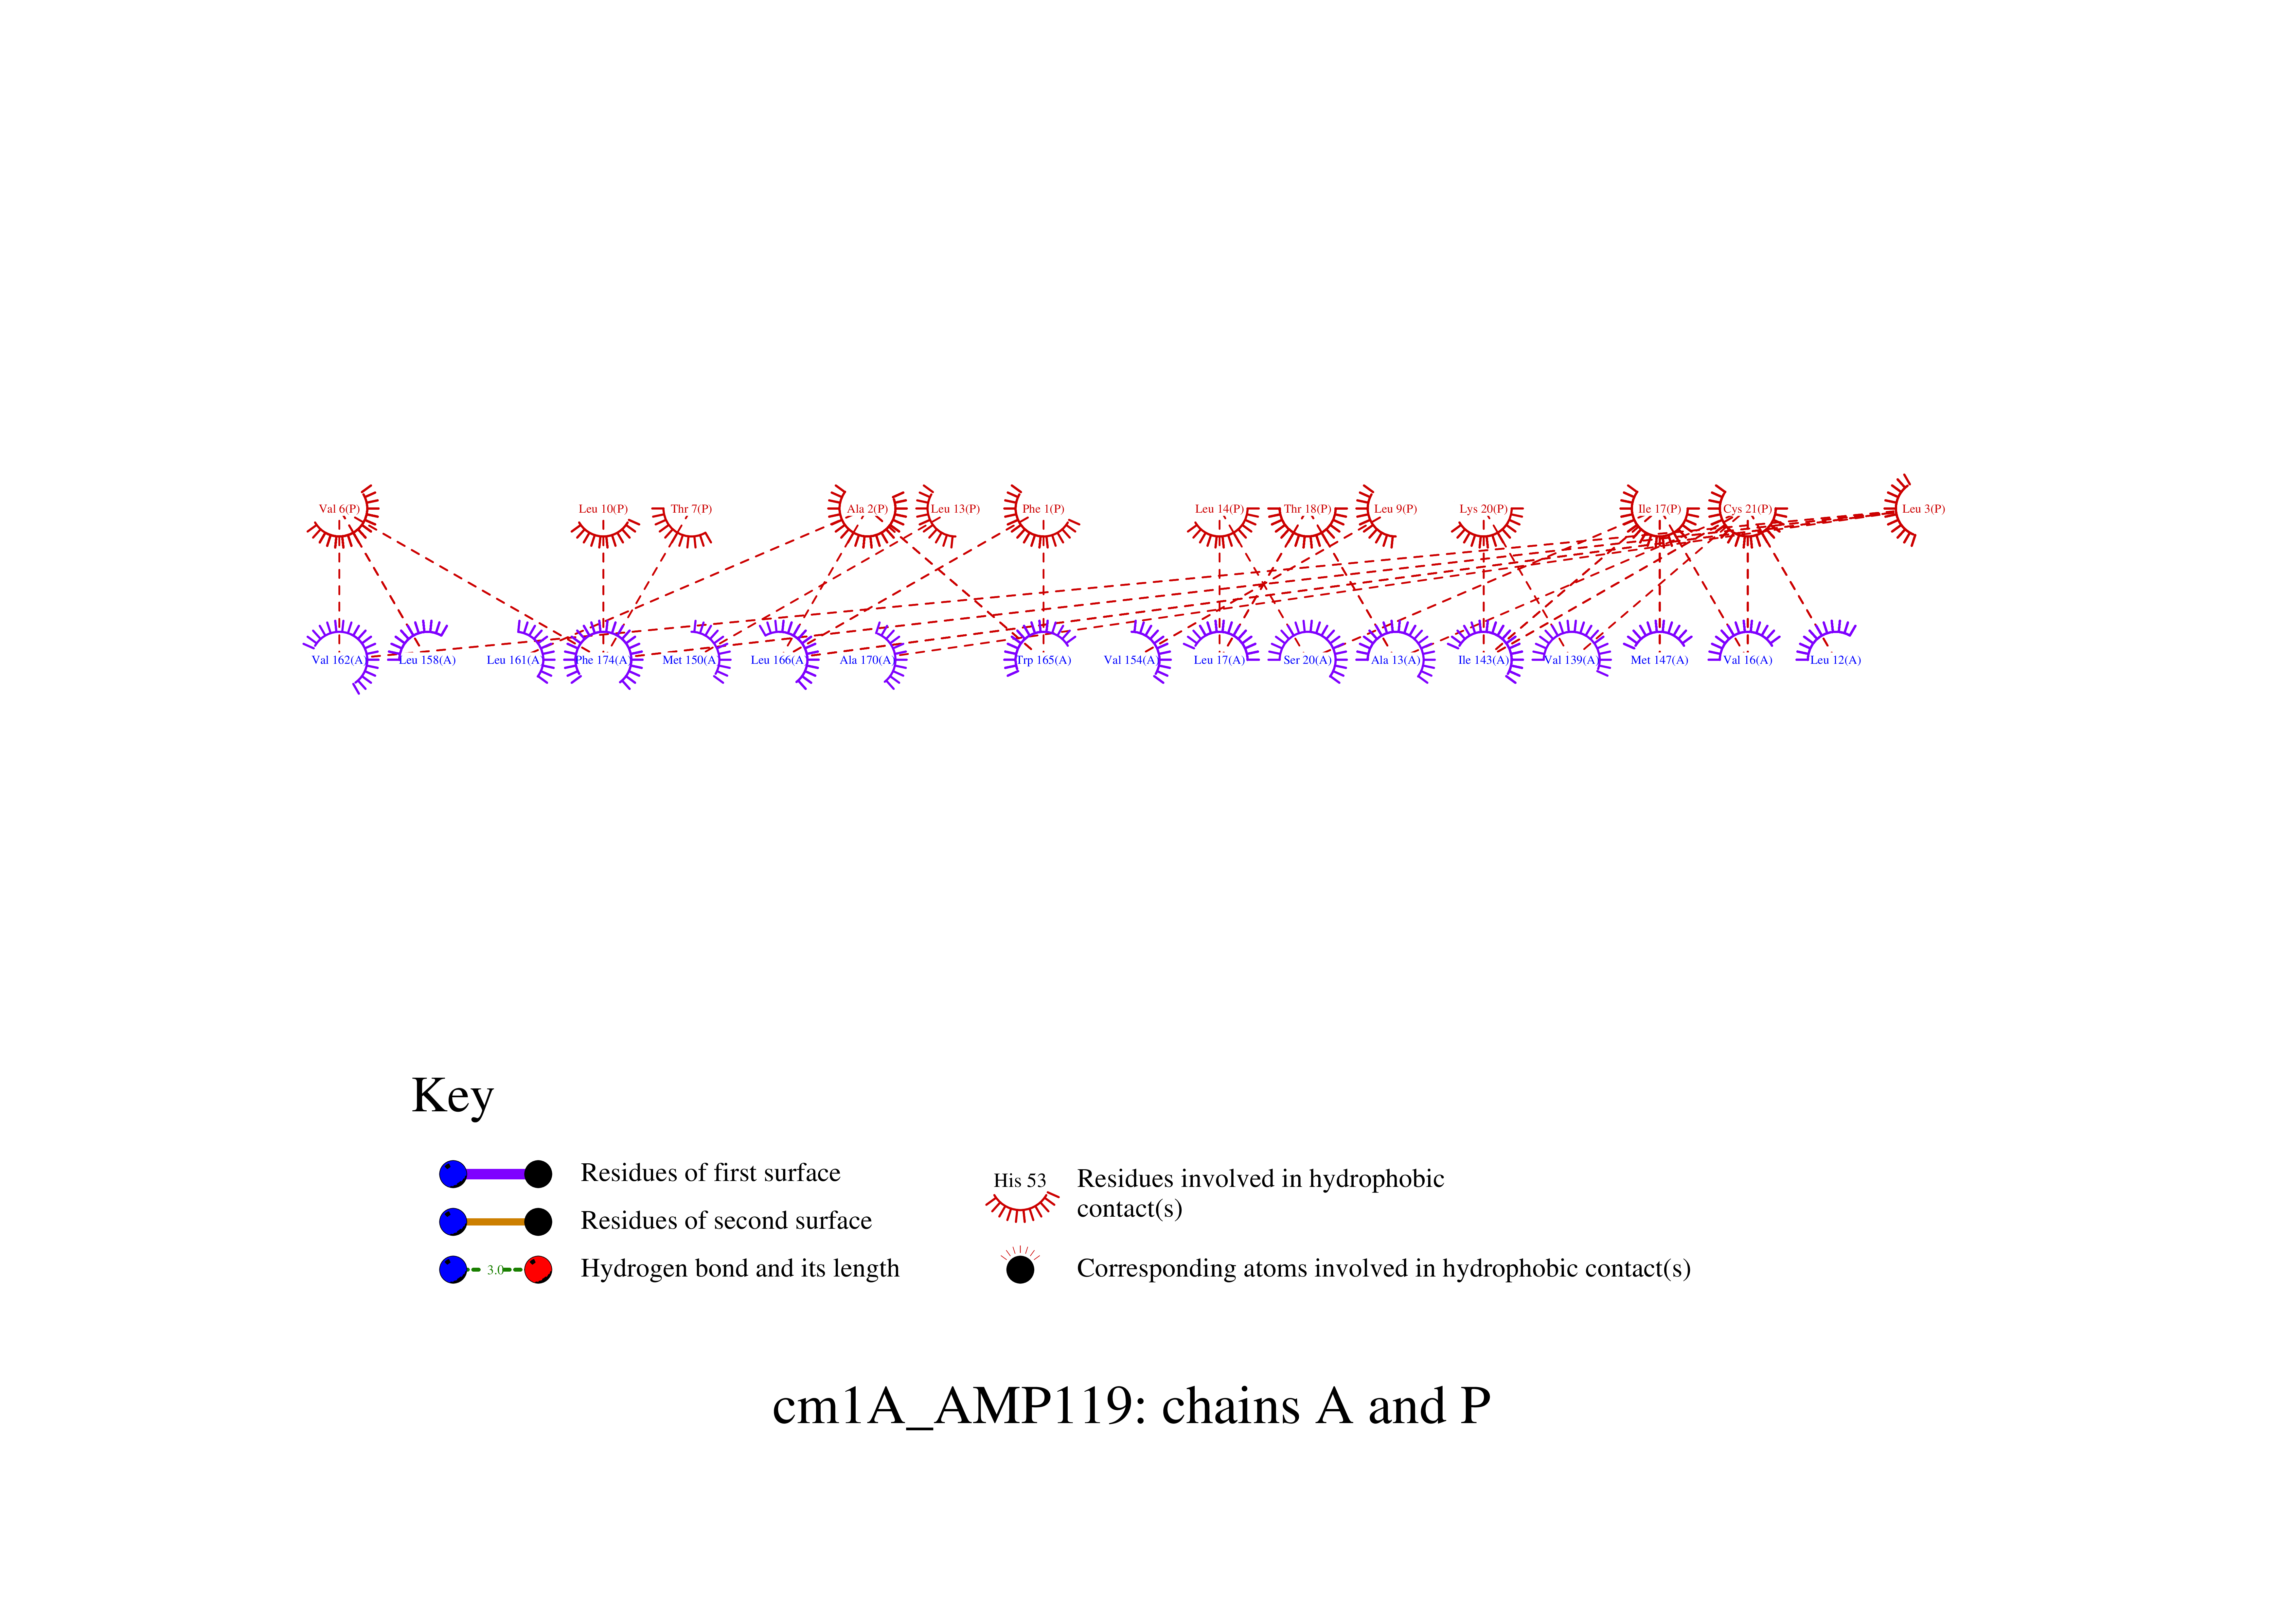 Val 6(P) Leu 10(P) Thr 7(P) Ala 2(P) Leu 13(P) Phe 1(P) Leu 14(P) Thr 18(P) Leu 9(P) Lys 20(P) Ile 17(P) Cys 21(P) Leu 3(P)
Val 162(A) Leu 158(A) Leu 161(A) Phe 174(A) Met 150(A) Leu 166(A) Ala 170(A) Trp 165(A) Val 154(A) Leu 17(A) Ser 20(A) Ala 13(A) Ile 143(A) Val 139(A) Met 147(A) Val 16(A) Leu 12(A)
Key
Residues of first surface
Residues of second surface
3.0 Hydrogen bond and its length
His 53 Residues involved in hydrophobic
contact(s)
Corresponding atoms involved in hydrophobic contact(s)
cm1A_AMP119: chains A and P